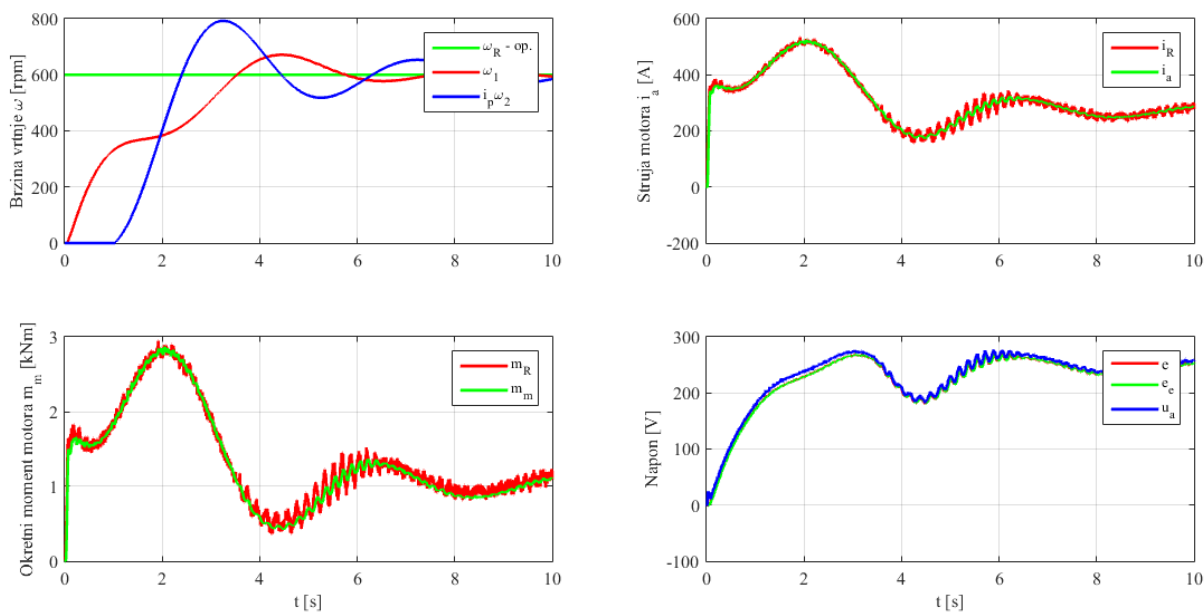 Brzina vrtnje ω [rpm]
800
600
400
200
0
0 2 4 6 8 10
ω_R - op.
ω_1
i_pω_2
Struja motora i_a [A]
600
400
200
0
-200
0 2 4 6 8 10
i_R
i_a
Okretni moment motora m_m [kNm]
3
2
1
0
0 2 4 6 8 10
t [s]
m_R
m_m
Napon [V]
300
200
100
0
-100
0 2 4 6 8 10
t [s]
e
e_e
u_a